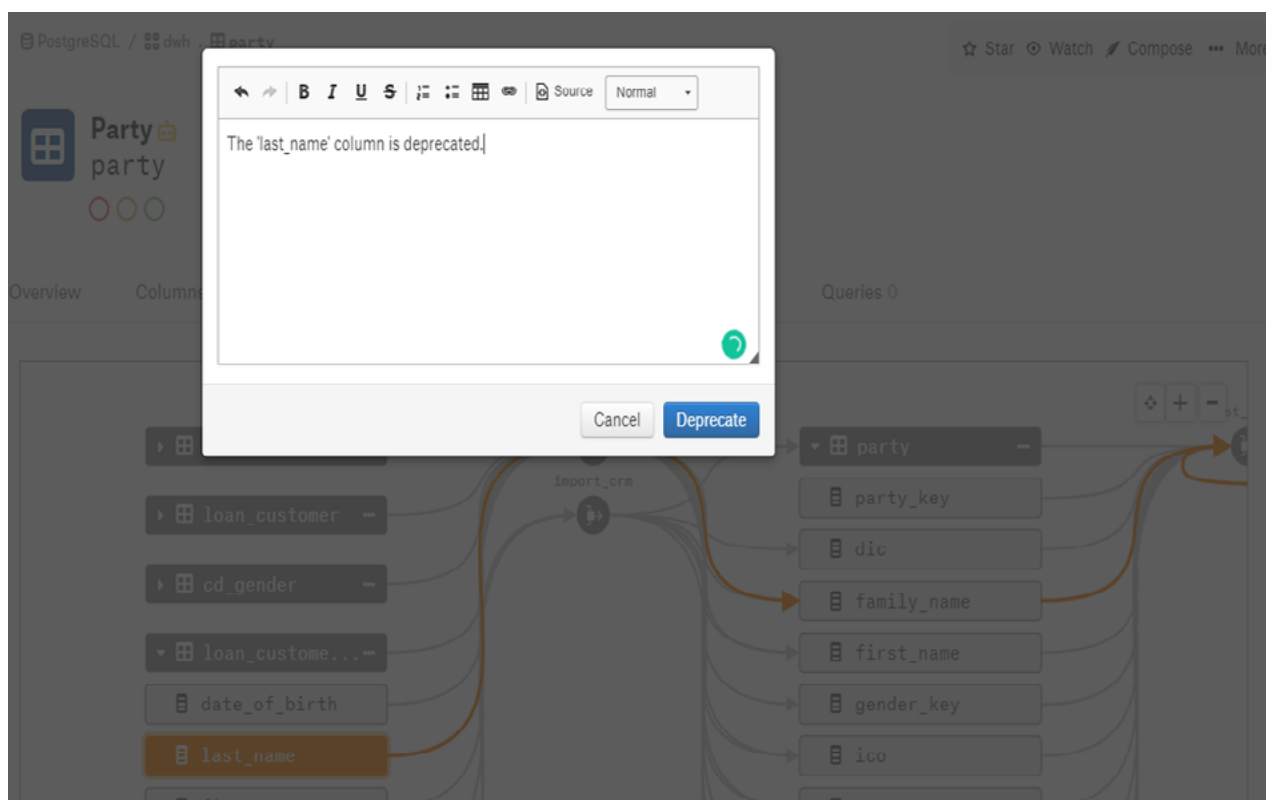 PostgreSQL / dwh . party
Star Watch Compose ••• More
B I U S Source Normal
Party
party
The 'last_name' column is deprecated.
Overview Columns Queries 0
Cancel Deprecate
party
import_crm
party_key
loan_customer
dic
cd_gender
family_name
loan_custome...
first_name
date_of_birth
gender_key
last_name
ico